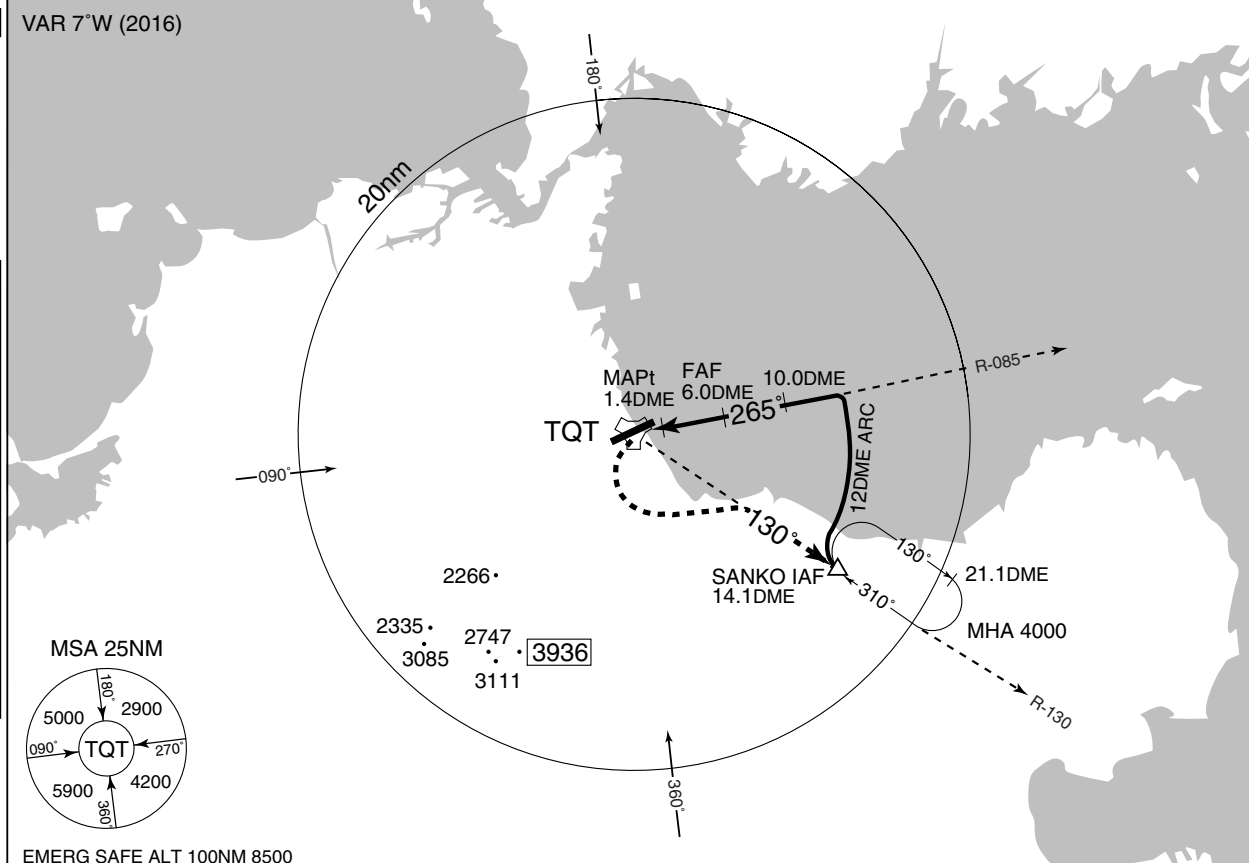 VAR 7°W (2016)
180°
20nm
R-085
MAPt
1.4DME
FAF
6.0DME
10.0DME
265°
TQT
12DME ARC
090°
130°
130°
SANKO IAF
14.1DME
310°
21.1DME
MHA 4000
R-130
2266
2335
3085
2747
3936
3111
360°
MSA 25NM
180°
5000
2900
090°
TQT
270°
5900
4200
360°
EMERG SAFE ALT 100NM 8500